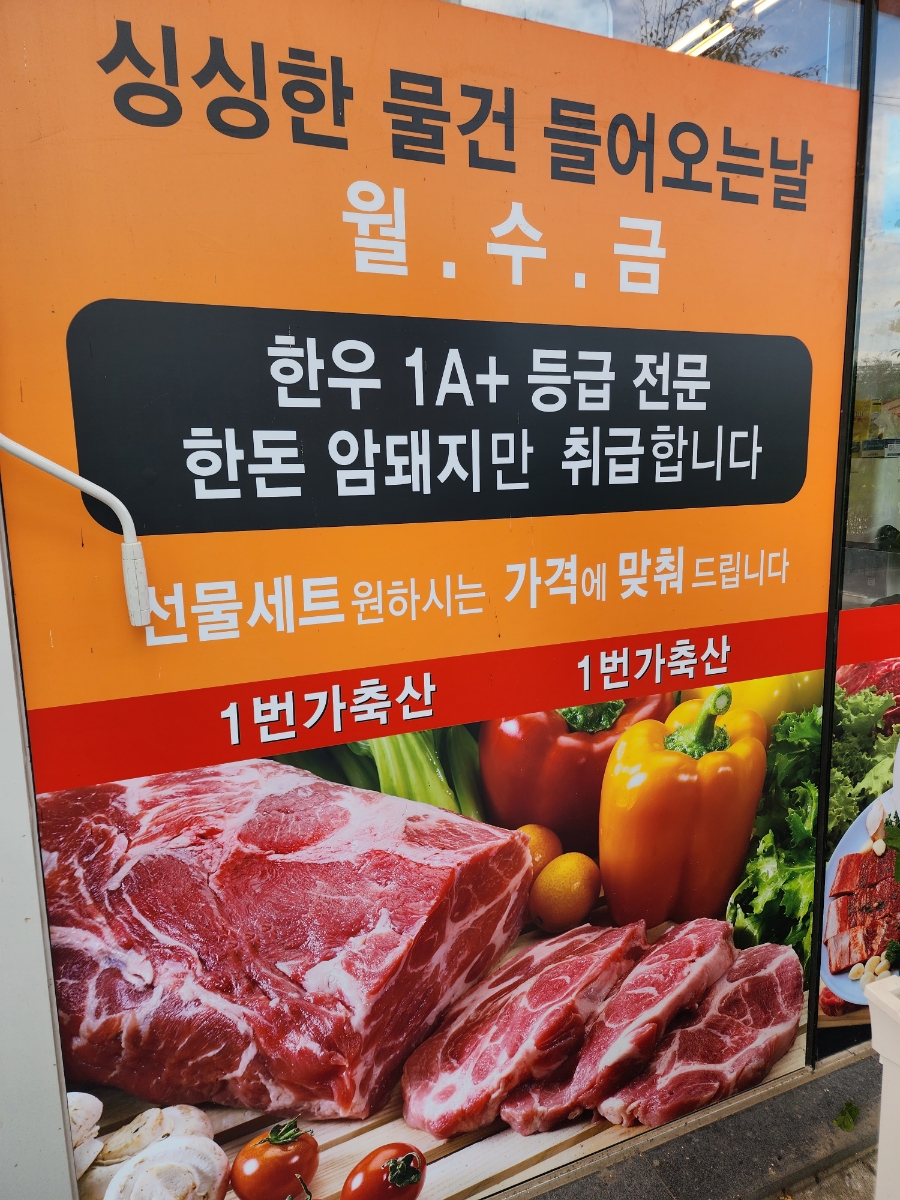 싱싱한 물건 들어오는날
월 . 수 . 금
한우 1A+ 등급 전문
한돈 암돼지만 취급합니다
선물세트 원하시는 가격에 맞춰 드립니다
1번가축산 1번가축산